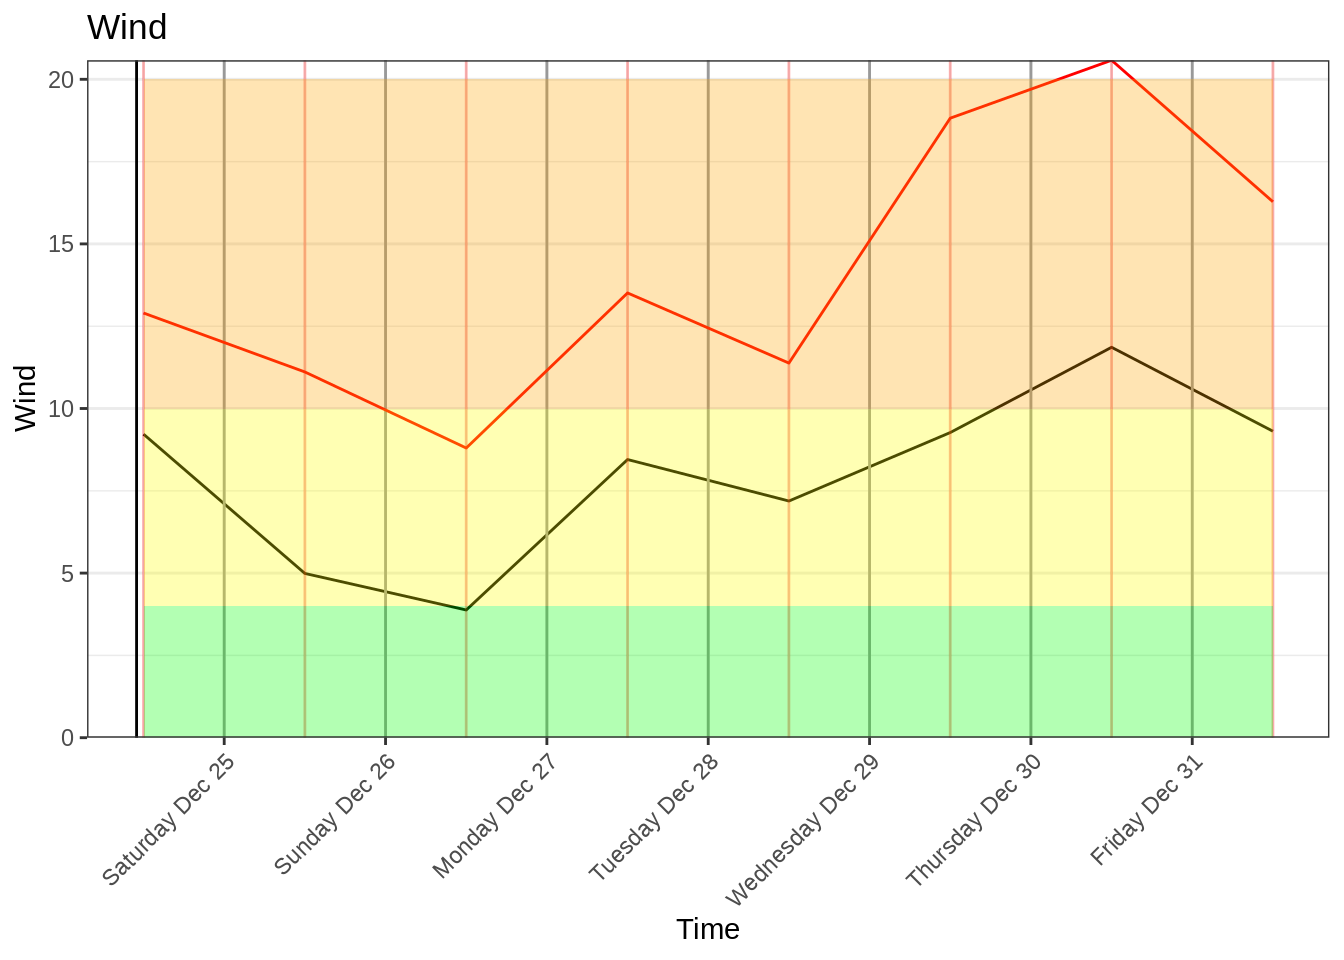 Wind
20
15
10
5
0
Wind
Saturday Dec 25
Sunday Dec 26
Monday Dec 27
Tuesday Dec 28
Wednesday Dec 29
Thursday Dec 30
Friday Dec 31
Time